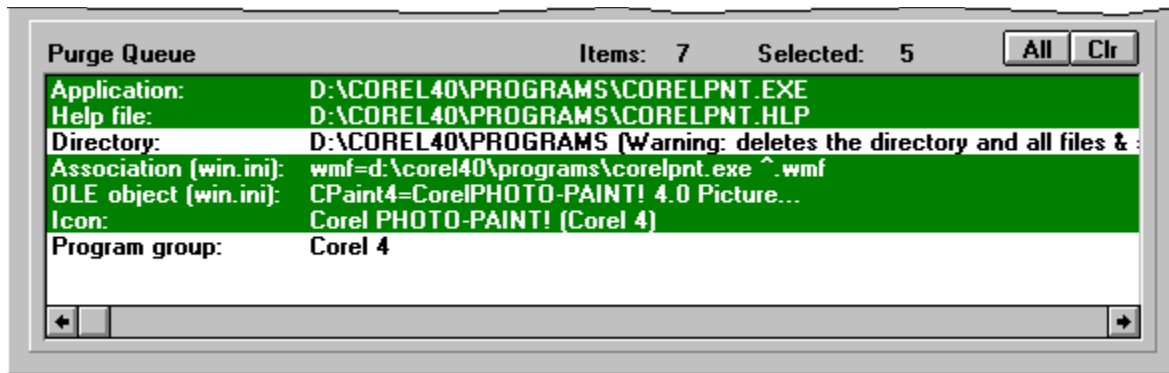 Purge Queue Items: 7 Selected: 5 All Clr
Application: D:\COREL40\PROGRAMS\CORELPNT.EXE
Help file: D:\COREL40\PROGRAMS\CORELPNT.HLP
Directory: D:\COREL40\PROGRAMS (Warning: deletes the directory and all files &
Association (win.ini): wmf=d:\corel40\programs\corelpnt.exe ^.wmf
OLE object (win.ini): CPaint4=CorelPHOTO-PAINT! 4.0 Picture...
Icon: Corel PHOTO-PAINT! (Corel 4)
Program group: Corel 4